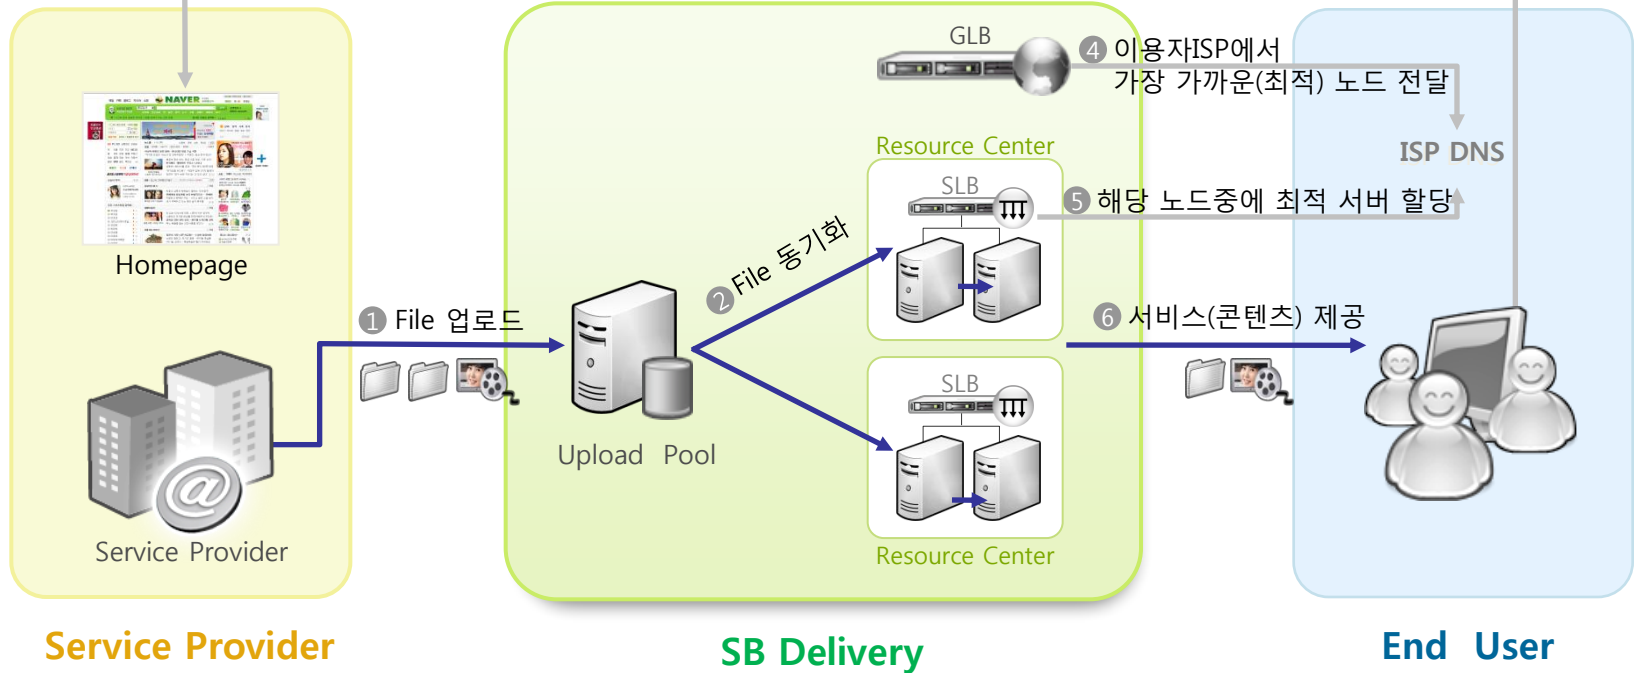 GLB
④ 이용자ISP에서
가장 가까운(최적) 노드 전달
NAVER
Resource Center
ISP DNS
SLB
⑤ 해당 노드중에 최적 서버 할당
Homepage
② File 동기화
① File 업로드
⑥ 서비스(콘텐츠) 제공
SLB
Upload Pool
@
Service Provider
Resource Center
Service Provider
SB Delivery
End User